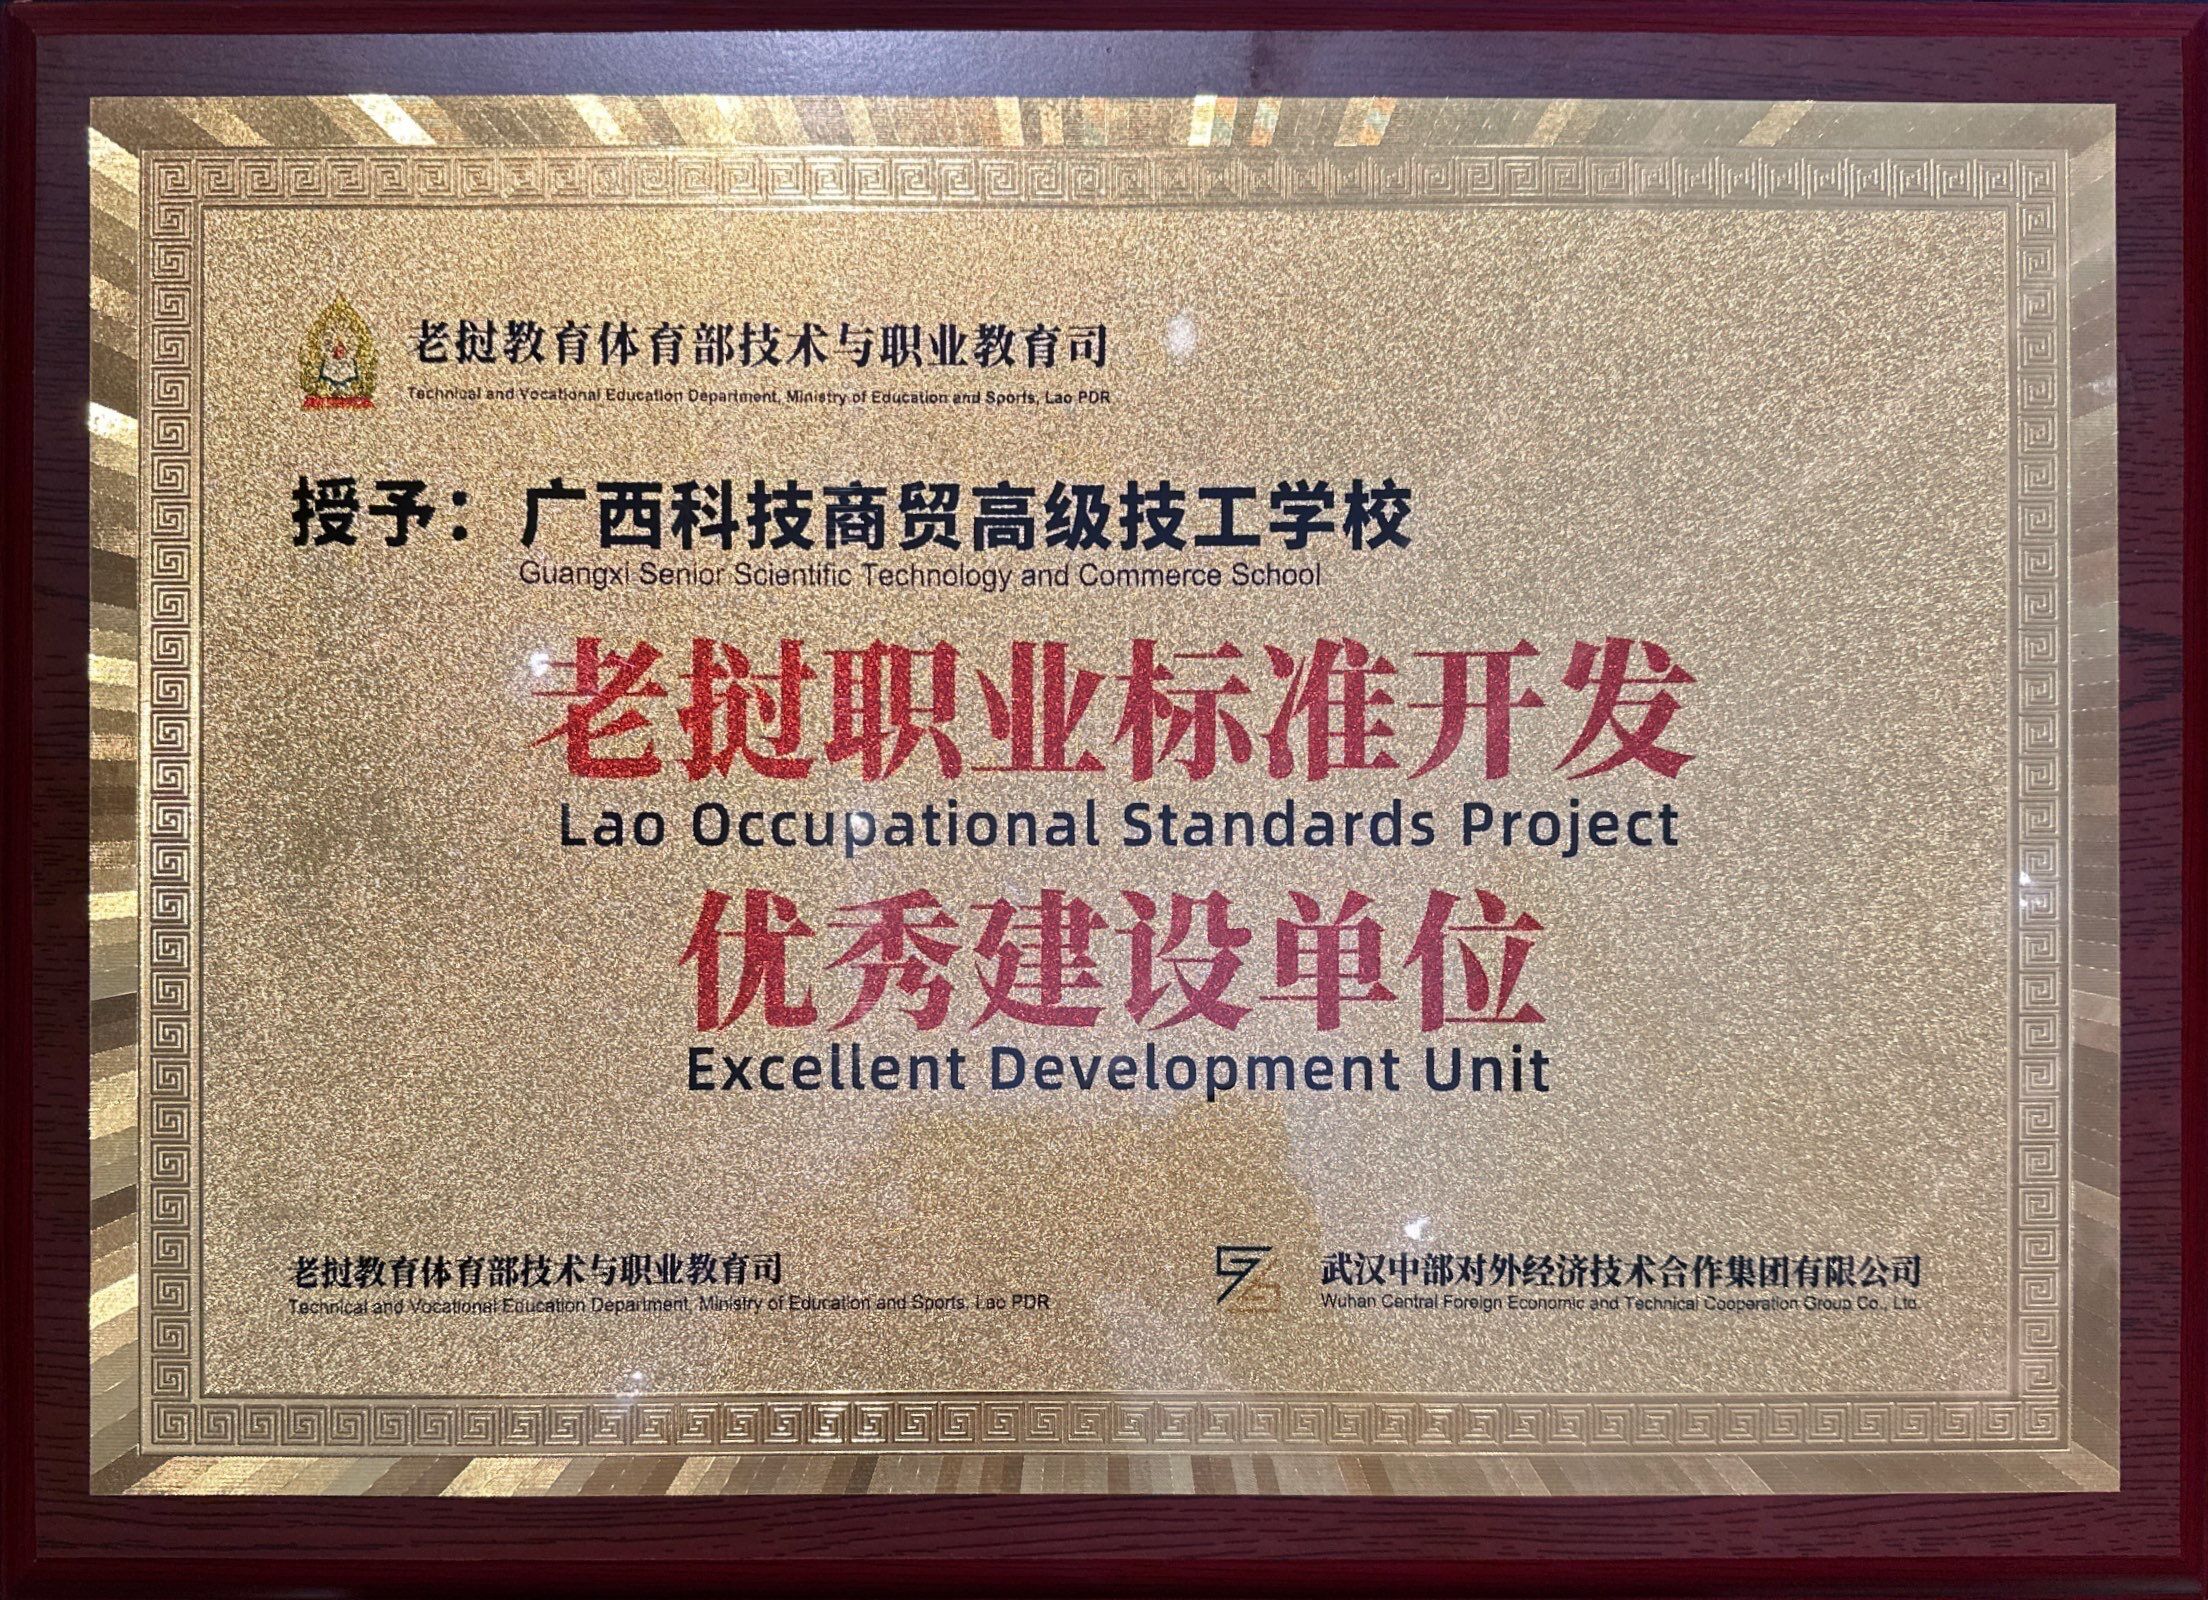 老挝教育体育部技术与职业教育司
Technical and Vocational Education Department, Ministry of Education and Sports, Lao PDR
授予：广西科技商贸高级技工学校
Guangxi Senior Scientific Technology and Commerce School
老挝职业标准开发
Lao Occupational Standards Project
优秀建设单位
Excellent Development Unit
老挝教育体育部技术与职业教育司
Technical and Vocational Education Department, Ministry of Education and Sports, Lao PDR
武汉中部对外经济技术合作集团有限公司
Wuhan Central Foreign Economic and Technical Cooperation Group Co., Ltd.